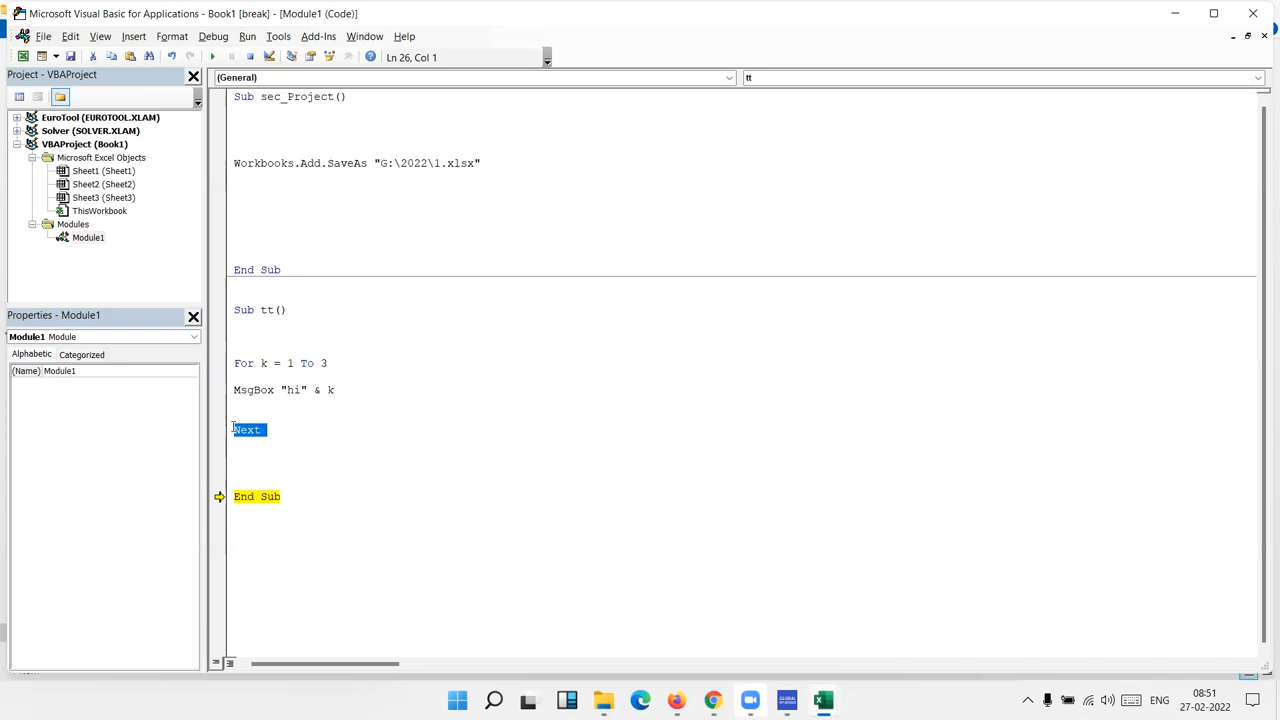 Microsoft Visual Basic for Applications - Book1 [break] - [Module1 (Code)]
File Edit View Insert Format Debug Run Tools Add-Ins Window Help
Ln 26, Col 1
Project - VBAProject
(General)
tt
EuroTool (EUROTOOL.XLAM)
Solver (SOLVER.XLAM)
VBAProject (Book1)
Microsoft Excel Objects
Sheet1 (Sheet1)
Sheet2 (Sheet2)
Sheet3 (Sheet3)
ThisWorkbook
Modules
Module1
Properties - Module1
Module1 Module
Alphabetic Categorized
(Name) Module1
Sub sec_Project()
Workbooks.Add.SaveAs "G:\2022\1.xlsx"
End Sub
Sub tt()
For k = 1 To 3
MsgBox "hi" & k
Next
End Sub
ENG
08:51
27-02-2022